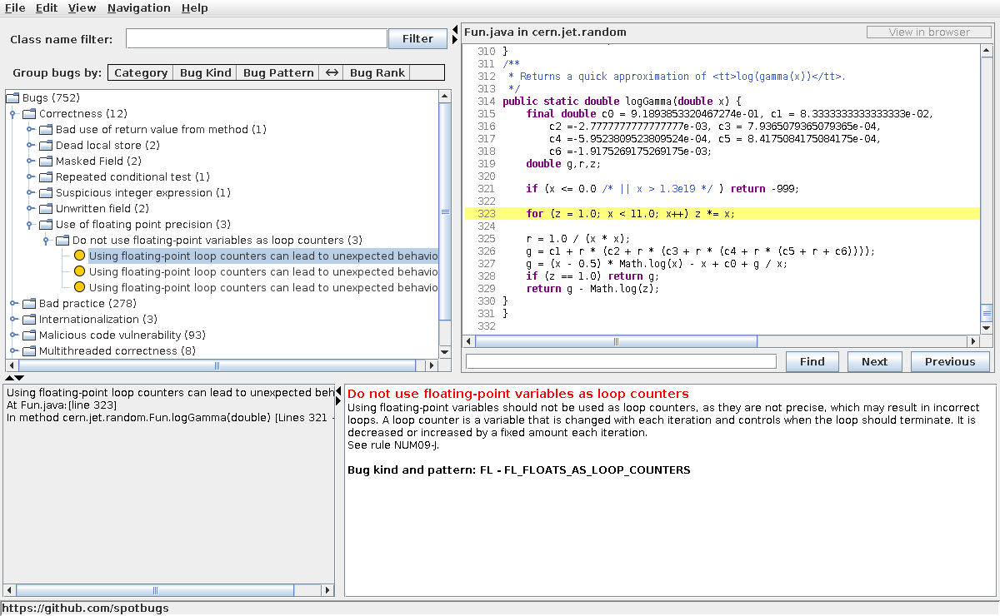 File Edit View Navigation Help
Class name filter: Filter
Group bugs by: Category Bug Kind Bug Pattern ↔ Bug Rank
Bugs (752)
Correctness (12)
Bad use of return value from method (1)
Dead local store (2)
Masked Field (2)
Repeated conditional test (1)
Suspicious integer expression (1)
Unwritten field (2)
Use of floating point precision (3)
Do not use floating-point variables as loop counters (3)
Using floating-point loop counters can lead to unexpected behavio
Using floating-point loop counters can lead to unexpected behavio
Using floating-point loop counters can lead to unexpected behavio
Bad practice (278)
Internationalization (3)
Malicious code vulnerability (93)
Multithreaded correctness (8)
Fun.java in cern.jet.random View in browser
310 }
311 /**
312  * Returns a quick approximation of <tt>log(gamma(x))</tt>.
313  */
314 public static double logGamma(double x) {
315     final double c0 = 9.1893853320467274e-01, c1 = 8.3333333333333333e-02,
316         c2 =-2.7777777777777777e-03, c3 = 7.9365079365079365e-04,
317         c4 =-5.9523809523809524e-04, c5 = 8.4175084175084175e-04,
318         c6 =-1.9175269175269175e-03;
319     double g,r,z;
320
321     if (x <= 0.0 /* || x > 1.3e19 */ ) return -999;
322
323     for (z = 1.0; x < 11.0; x++) z *= x;
324
325     r = 1.0 / (x * x);
326     g = c1 + r * (c2 + r * (c3 + r * (c4 + r * (c5 + r + c6))));
327     g = (x - 0.5) * Math.log(x) - x + c0 + g / x;
328     if (z == 1.0) return g;
329     return g - Math.log(z);
330 }
331 }
332
Find Next Previous
Using floating-point loop counters can lead to unexpected beh
At Fun.java:[line 323]
In method cern.jet.random.Fun.logGamma(double) [Lines 321 -
Do not use floating-point variables as loop counters
Using floating-point variables should not be used as loop counters, as they are not precise, which may result in incorrect
loops. A loop counter is a variable that is changed with each iteration and controls when the loop should terminate. It is
decreased or increased by a fixed amount each iteration.
See rule NUM09-J.
Bug kind and pattern: FL - FL_FLOATS_AS_LOOP_COUNTERS
https://github.com/spotbugs